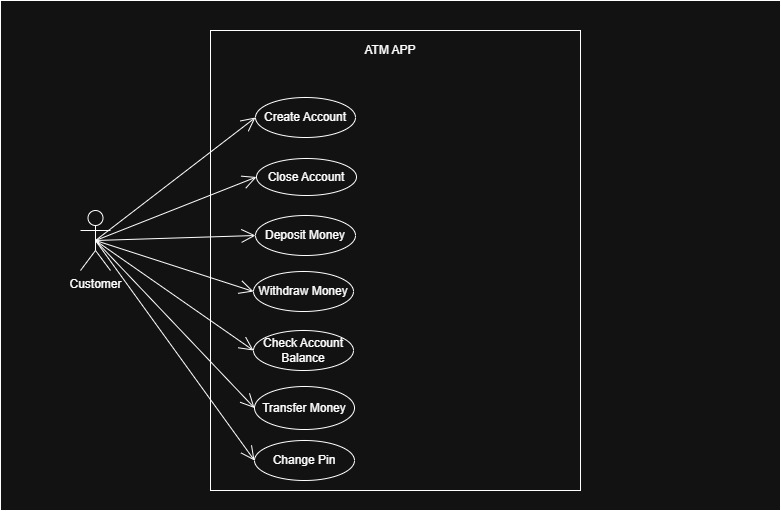 ATM APP
Create Account
Close Account
Deposit Money
Customer
Withdraw Money
Check Account
Balance
Transfer Money
Change Pin